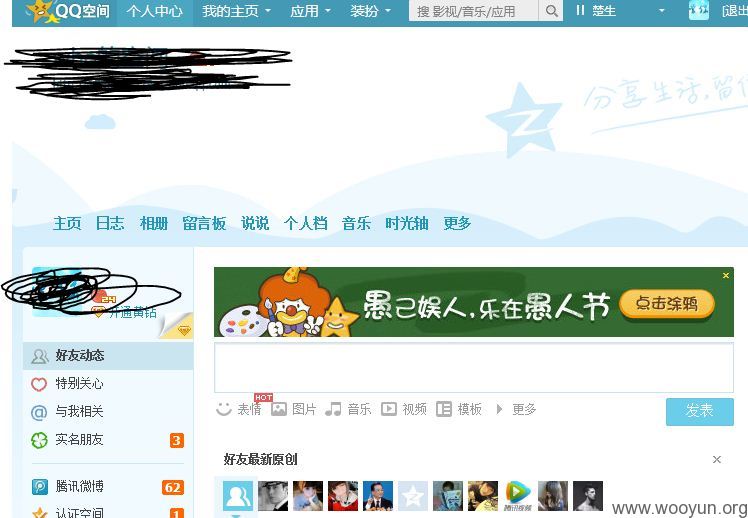 QQ空间 个人中心 我的主页 应用 装扮 搜 影视/音乐/应用 楚生 [退出
分享生活,留住
主页 日志 相册 留言板 说说 个人档 音乐 时光轴 更多
开通黄钻
愚己娱人,乐在愚人节 点击涂鸦
好友动态
特别关心
与我相关
实名朋友 3
腾讯微博 62
认证空间 1
HOT
表情 图片 音乐 视频 模板 更多 发表
好友最新原创
腾讯视频
www.wooyun.org